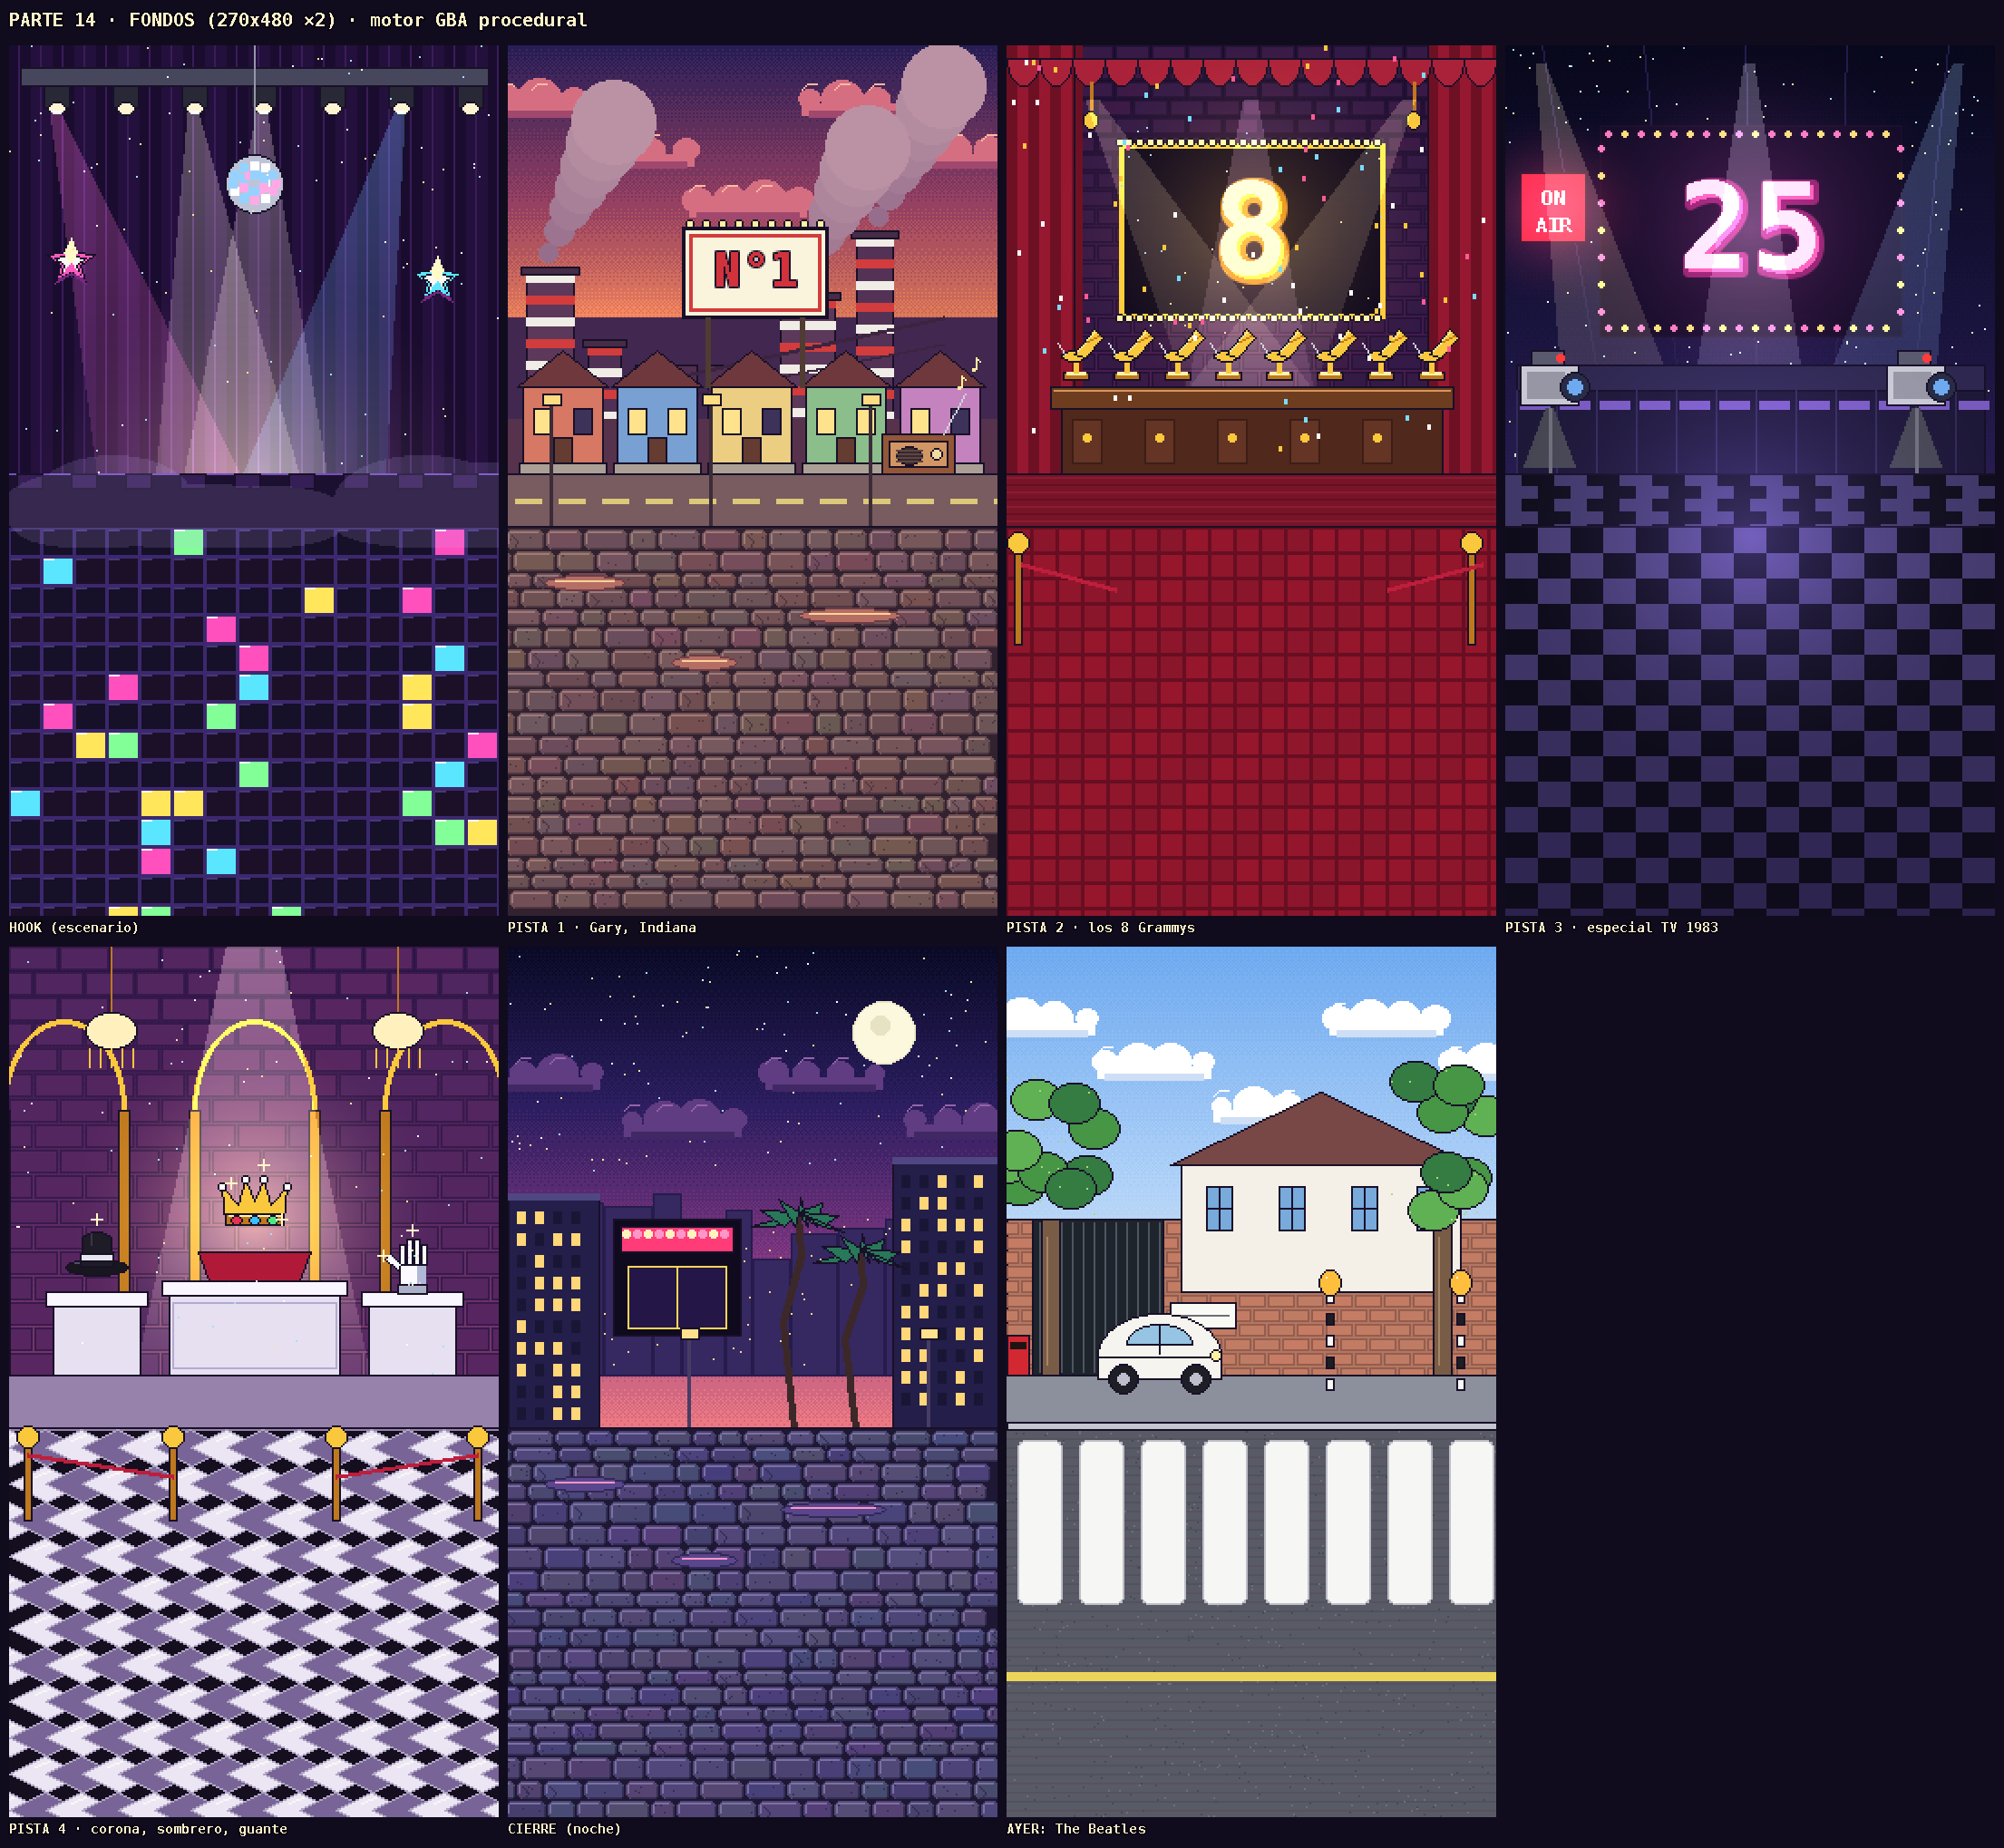 PARTE 14 · FONDOS (270x480 ×2) · motor GBA procedural
N°1
8
ON
AIR
25
HOOK (escenario)
PISTA 1 · Gary, Indiana
PISTA 2 · los 8 Grammys
PISTA 3 · especial TV 1983
PISTA 4 · corona, sombrero, guante
CIERRE (noche)
AYER: The Beatles